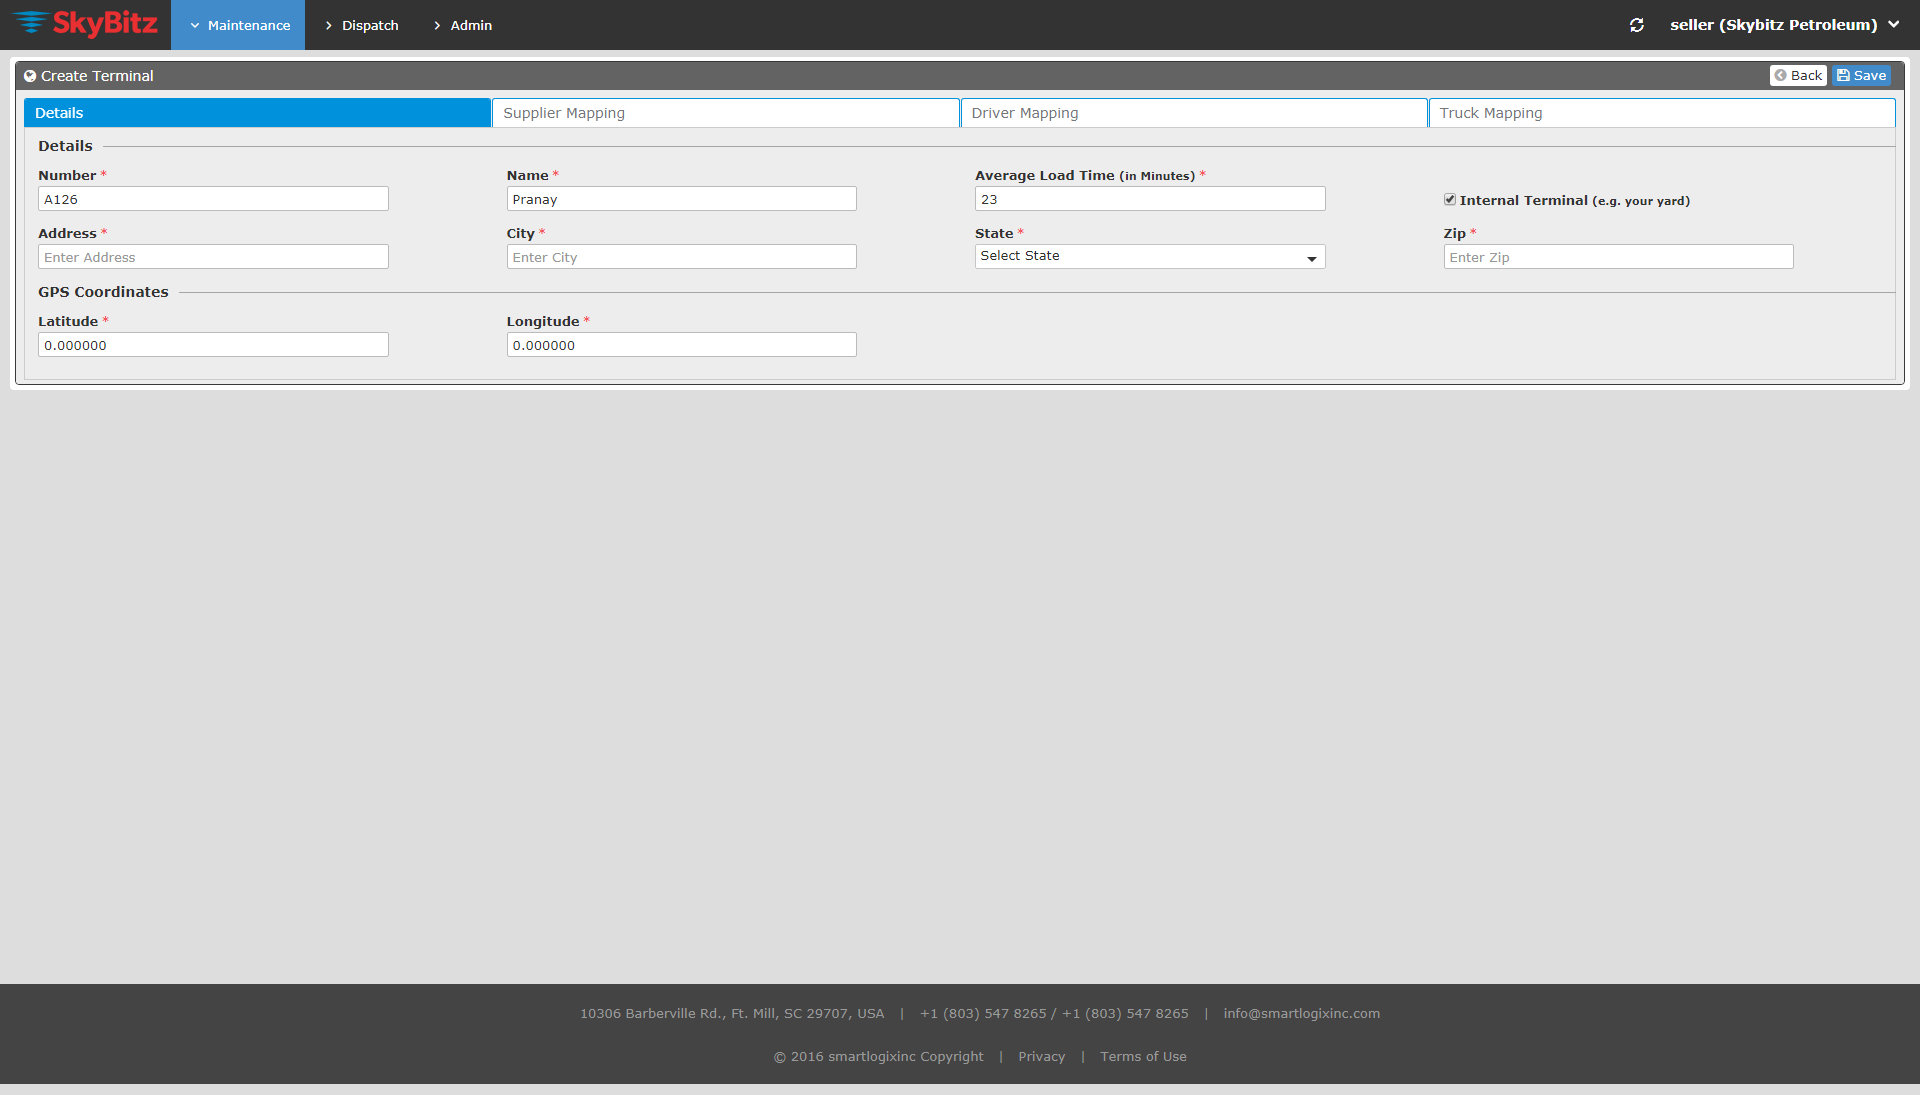 SkyBitz Maintenance Dispatch Admin seller (Skybitz Petroleum)
Create Terminal Back Save
Details Supplier Mapping Driver Mapping Truck Mapping
Details
Number * Name * Average Load Time (in Minutes) *
A126 Pranay 23 Internal Terminal (e.g. your yard)
Address * City * State * Zip *
Enter Address Enter City Select State Enter Zip
GPS Coordinates
Latitude * Longitude *
0.000000 0.000000
10306 Barberville Rd., Ft. Mill, SC 29707, USA | +1 (803) 547 8265 / +1 (803) 547 8265 | info@smartlogixinc.com
© 2016 smartlogixinc Copyright | Privacy | Terms of Use